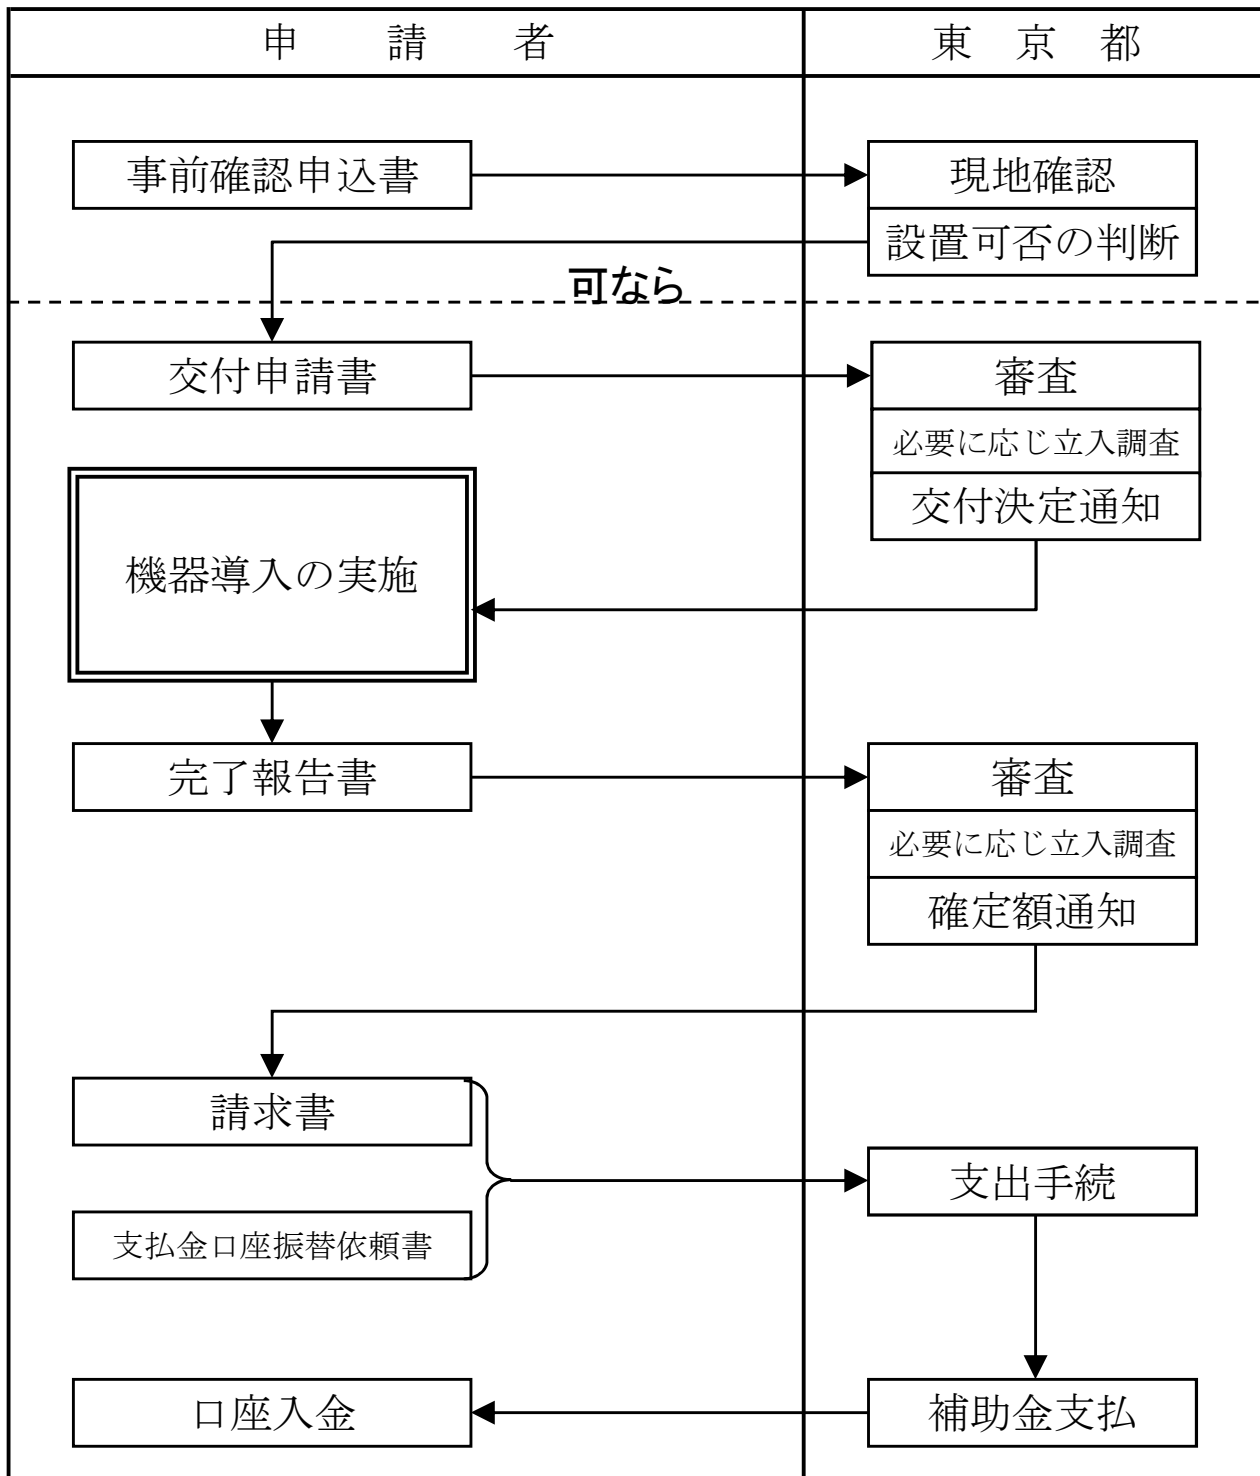 申請者
東京都
事前確認申込書
現地確認
設置可否の判断
可なら
交付申請書
審査
必要に応じ立入調査
交付決定通知
機器導入の実施
完了報告書
審査
必要に応じ立入調査
確定額通知
請求書
支払金口座振替依頼書
支出手続
補助金支払
口座入金